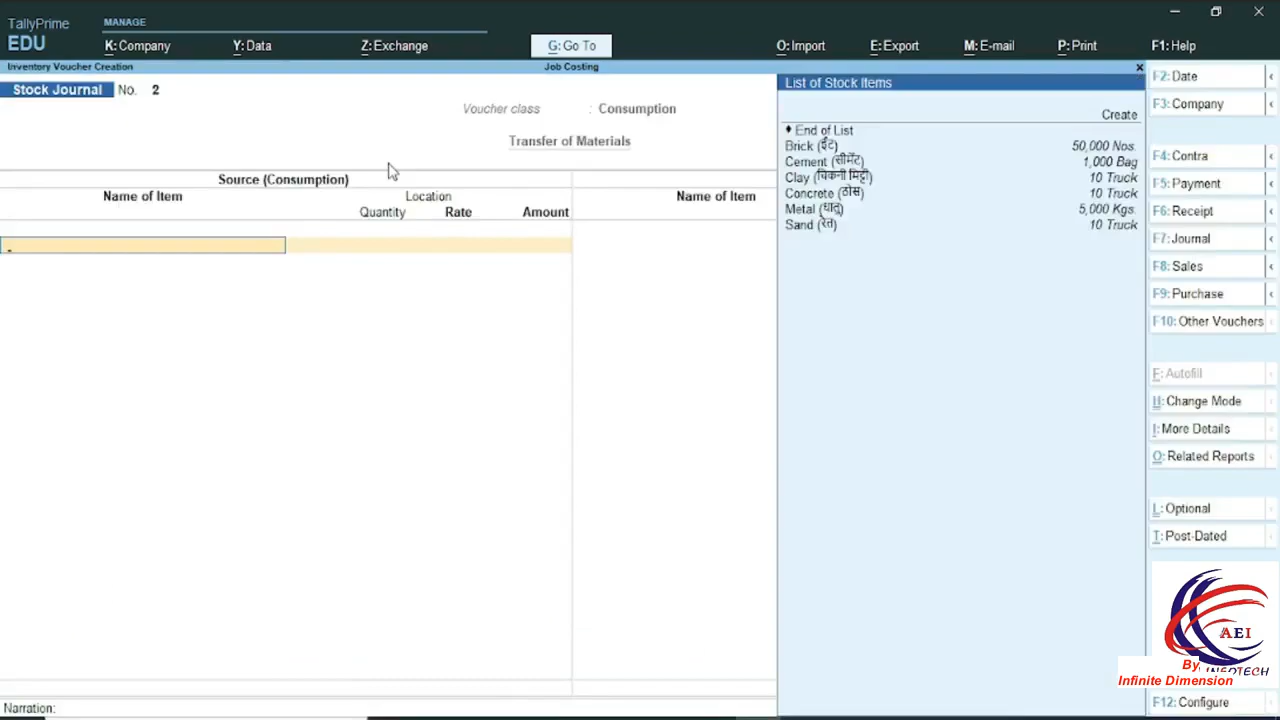 TallyPrime
EDU
MANAGE
K: Company
Y: Data
Z: Exchange
G: Go To
O: Import
E: Export
M: E-mail
P: Print
F1: Help
Inventory Voucher Creation
Job Costing
Stock Journal No. 2
Voucher class : Consumption
Transfer of Materials
Source (Consumption)
Name of Item
Location
Name of Item
Quantity Rate Amount
List of Stock Items
Create
♦ End of List
Brick (ईंट) 50,000 Nos.
Cement (सीमेंट) 1,000 Bag
Clay (चिकनी मिट्टी) 10 Truck
Concrete (ठोस) 10 Truck
Metal (धातु) 5,000 Kgs.
Sand (रेत) 10 Truck
F2: Date
F3: Company
F4: Contra
F5: Payment
F6: Receipt
F7: Journal
F8: Sales
F9: Purchase
F10: Other Vouchers
F: Autofill
H: Change Mode
I: More Details
O: Related Reports
L: Optional
T: Post-Dated
AEI
By.
Infinite Dimension
F12: Configure
Narration: